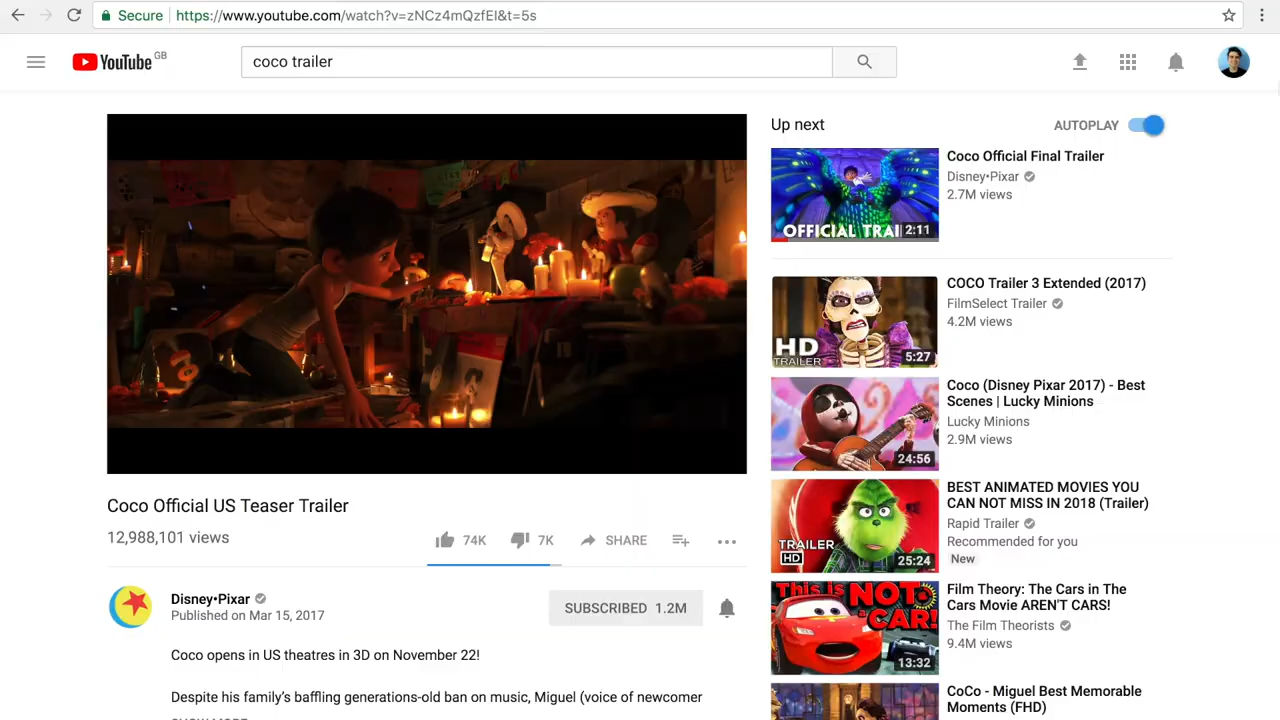 Secure https://www.youtube.com/watch?v=zNCz4mQzfEI&t=5s
YouTube GB
coco trailer
Up next
AUTOPLAY
Coco Official Final Trailer
Disney•Pixar
2.7M views
OFFICIAL TRAI
2:11
COCO Trailer 3 Extended (2017)
FilmSelect Trailer
4.2M views
HD
TRAILER
5:27
Coco (Disney Pixar 2017) - Best
Scenes | Lucky Minions
Lucky Minions
2.9M views
24:56
BEST ANIMATED MOVIES YOU
CAN NOT MISS IN 2018 (Trailer)
Rapid Trailer
Recommended for you
New
TRAILER
HD
25:24
Film Theory: The Cars in The
Cars Movie AREN'T CARS!
The Film Theorists
9.4M views
This is NOT
a CAR!
13:32
CoCo - Miguel Best Memorable
Moments (FHD)
Coco Official US Teaser Trailer
12,988,101 views
74K
7K
SHARE
Disney•Pixar
Published on Mar 15, 2017
SUBSCRIBED 1.2M
Coco opens in US theatres in 3D on November 22!
Despite his family's baffling generations-old ban on music, Miguel (voice of newcomer